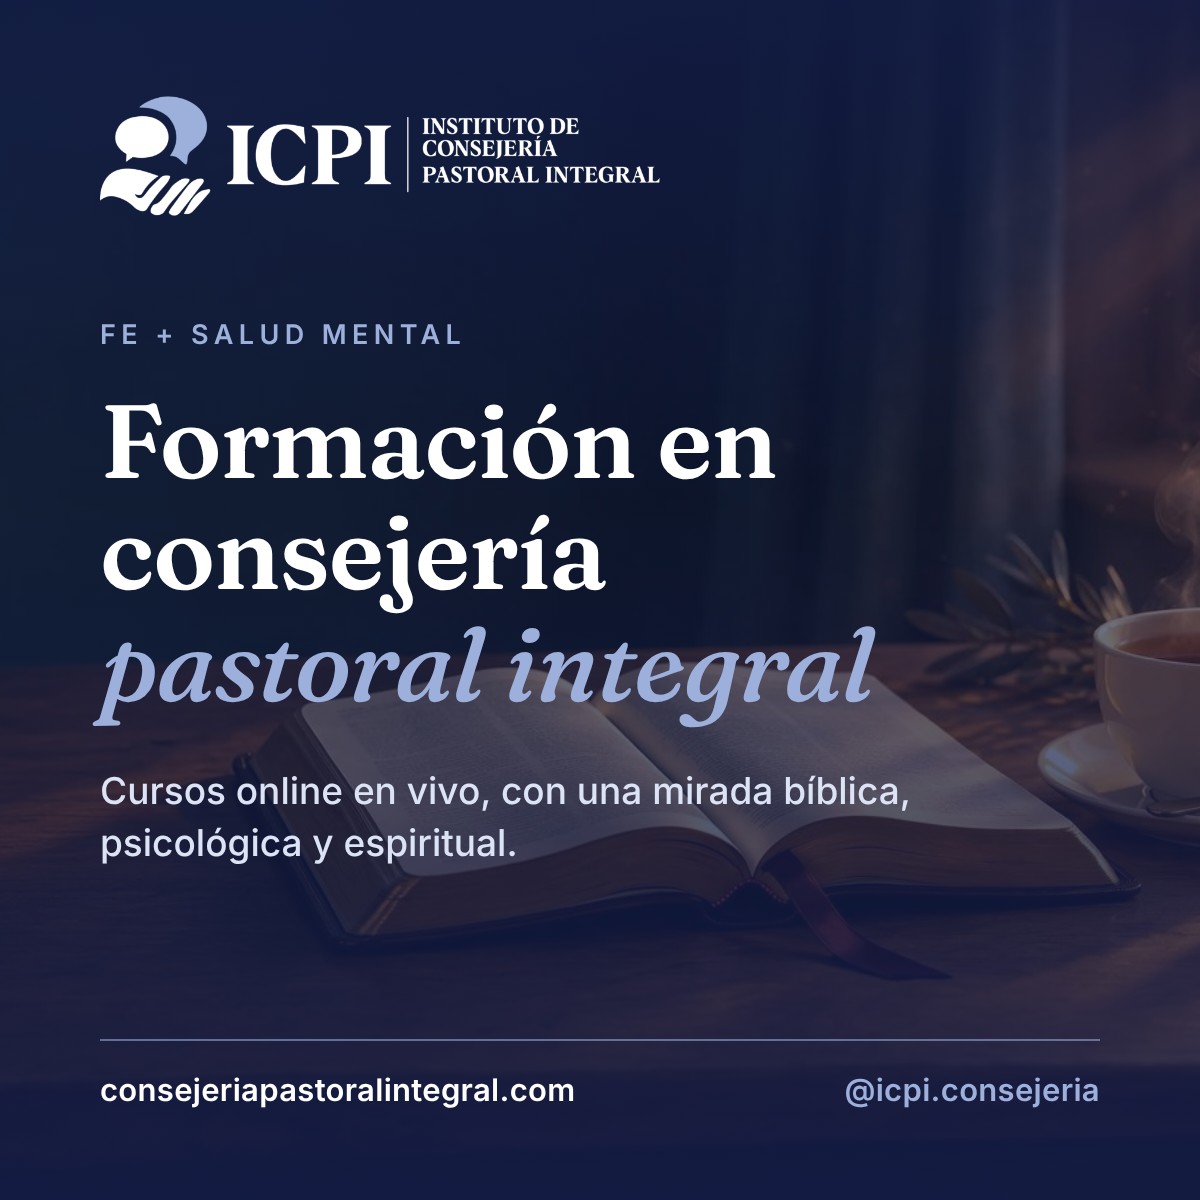 ICPI
INSTITUTO DE
CONSEJERÍA
PASTORAL INTEGRAL
FE + SALUD MENTAL
Formación en
consejería
pastoral integral
Cursos online en vivo, con una mirada bíblica,
psicológica y espiritual.
consejeriapastoralintegral.com
@icpi.consejeria